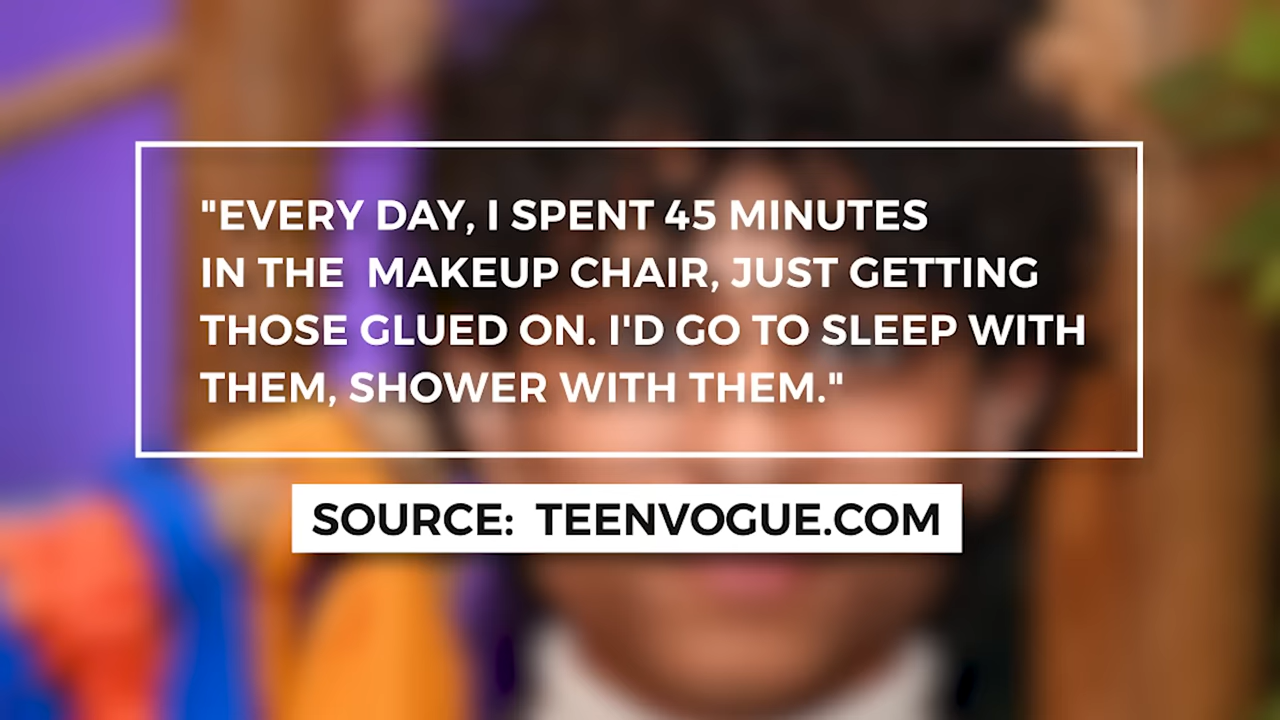 "EVERY DAY, I SPENT 45 MINUTES
IN THE MAKEUP CHAIR, JUST GETTING
THOSE GLUED ON. I'D GO TO SLEEP WITH
THEM, SHOWER WITH THEM."
SOURCE: TEENVOGUE.COM